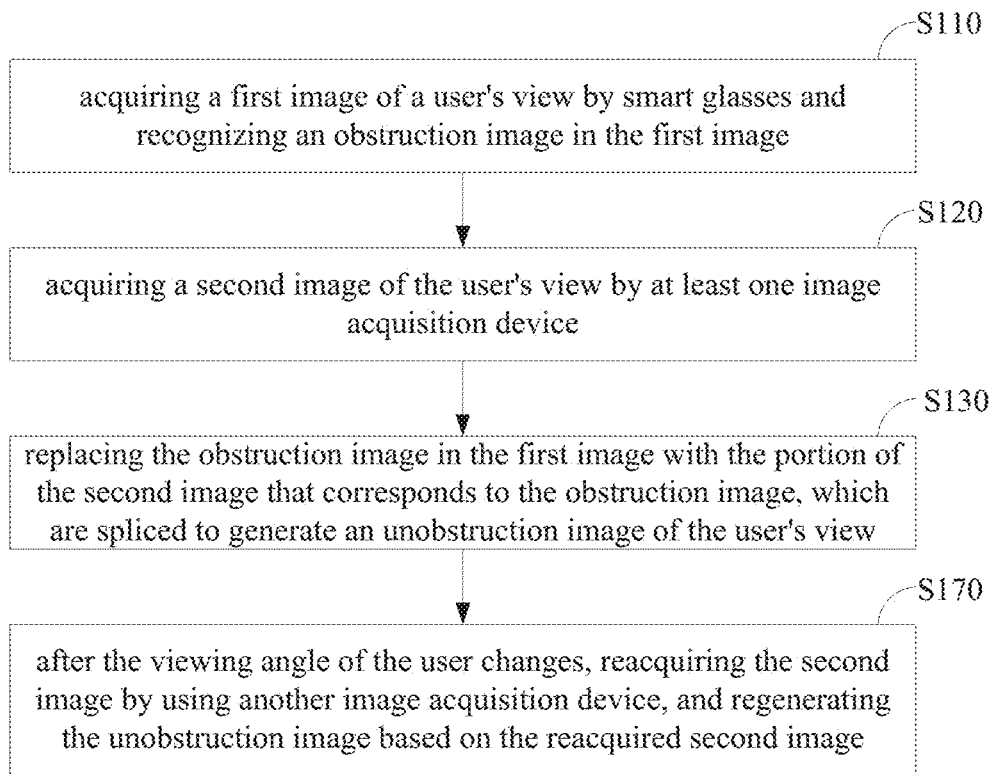 S110
acquiring a first image of a user's view by smart glasses and
recognizing an obstruction image in the first image
S120
acquiring a second image of the user's view by at least one image
acquisition device
S130
replacing the obstruction image in the first image with the portion of
the second image that corresponds to the obstruction image, which
are spliced to generate an unobstruction image of the user's view
S170
after the viewing angle of the user changes, reacquiring the second
image by using another image acquisition device, and regenerating
the unobstruction image based on the reacquired second image